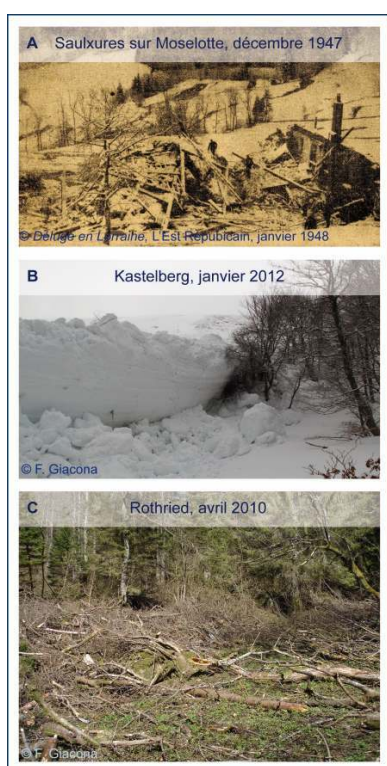 A Saulxures sur Moselotte, décembre 1947
© Déluge en Lorraine, L'Est Républicain, janvier 1948
B Kastelberg, janvier 2012
© F. Giacona
C Rothried, avril 2010
© F. Giacona